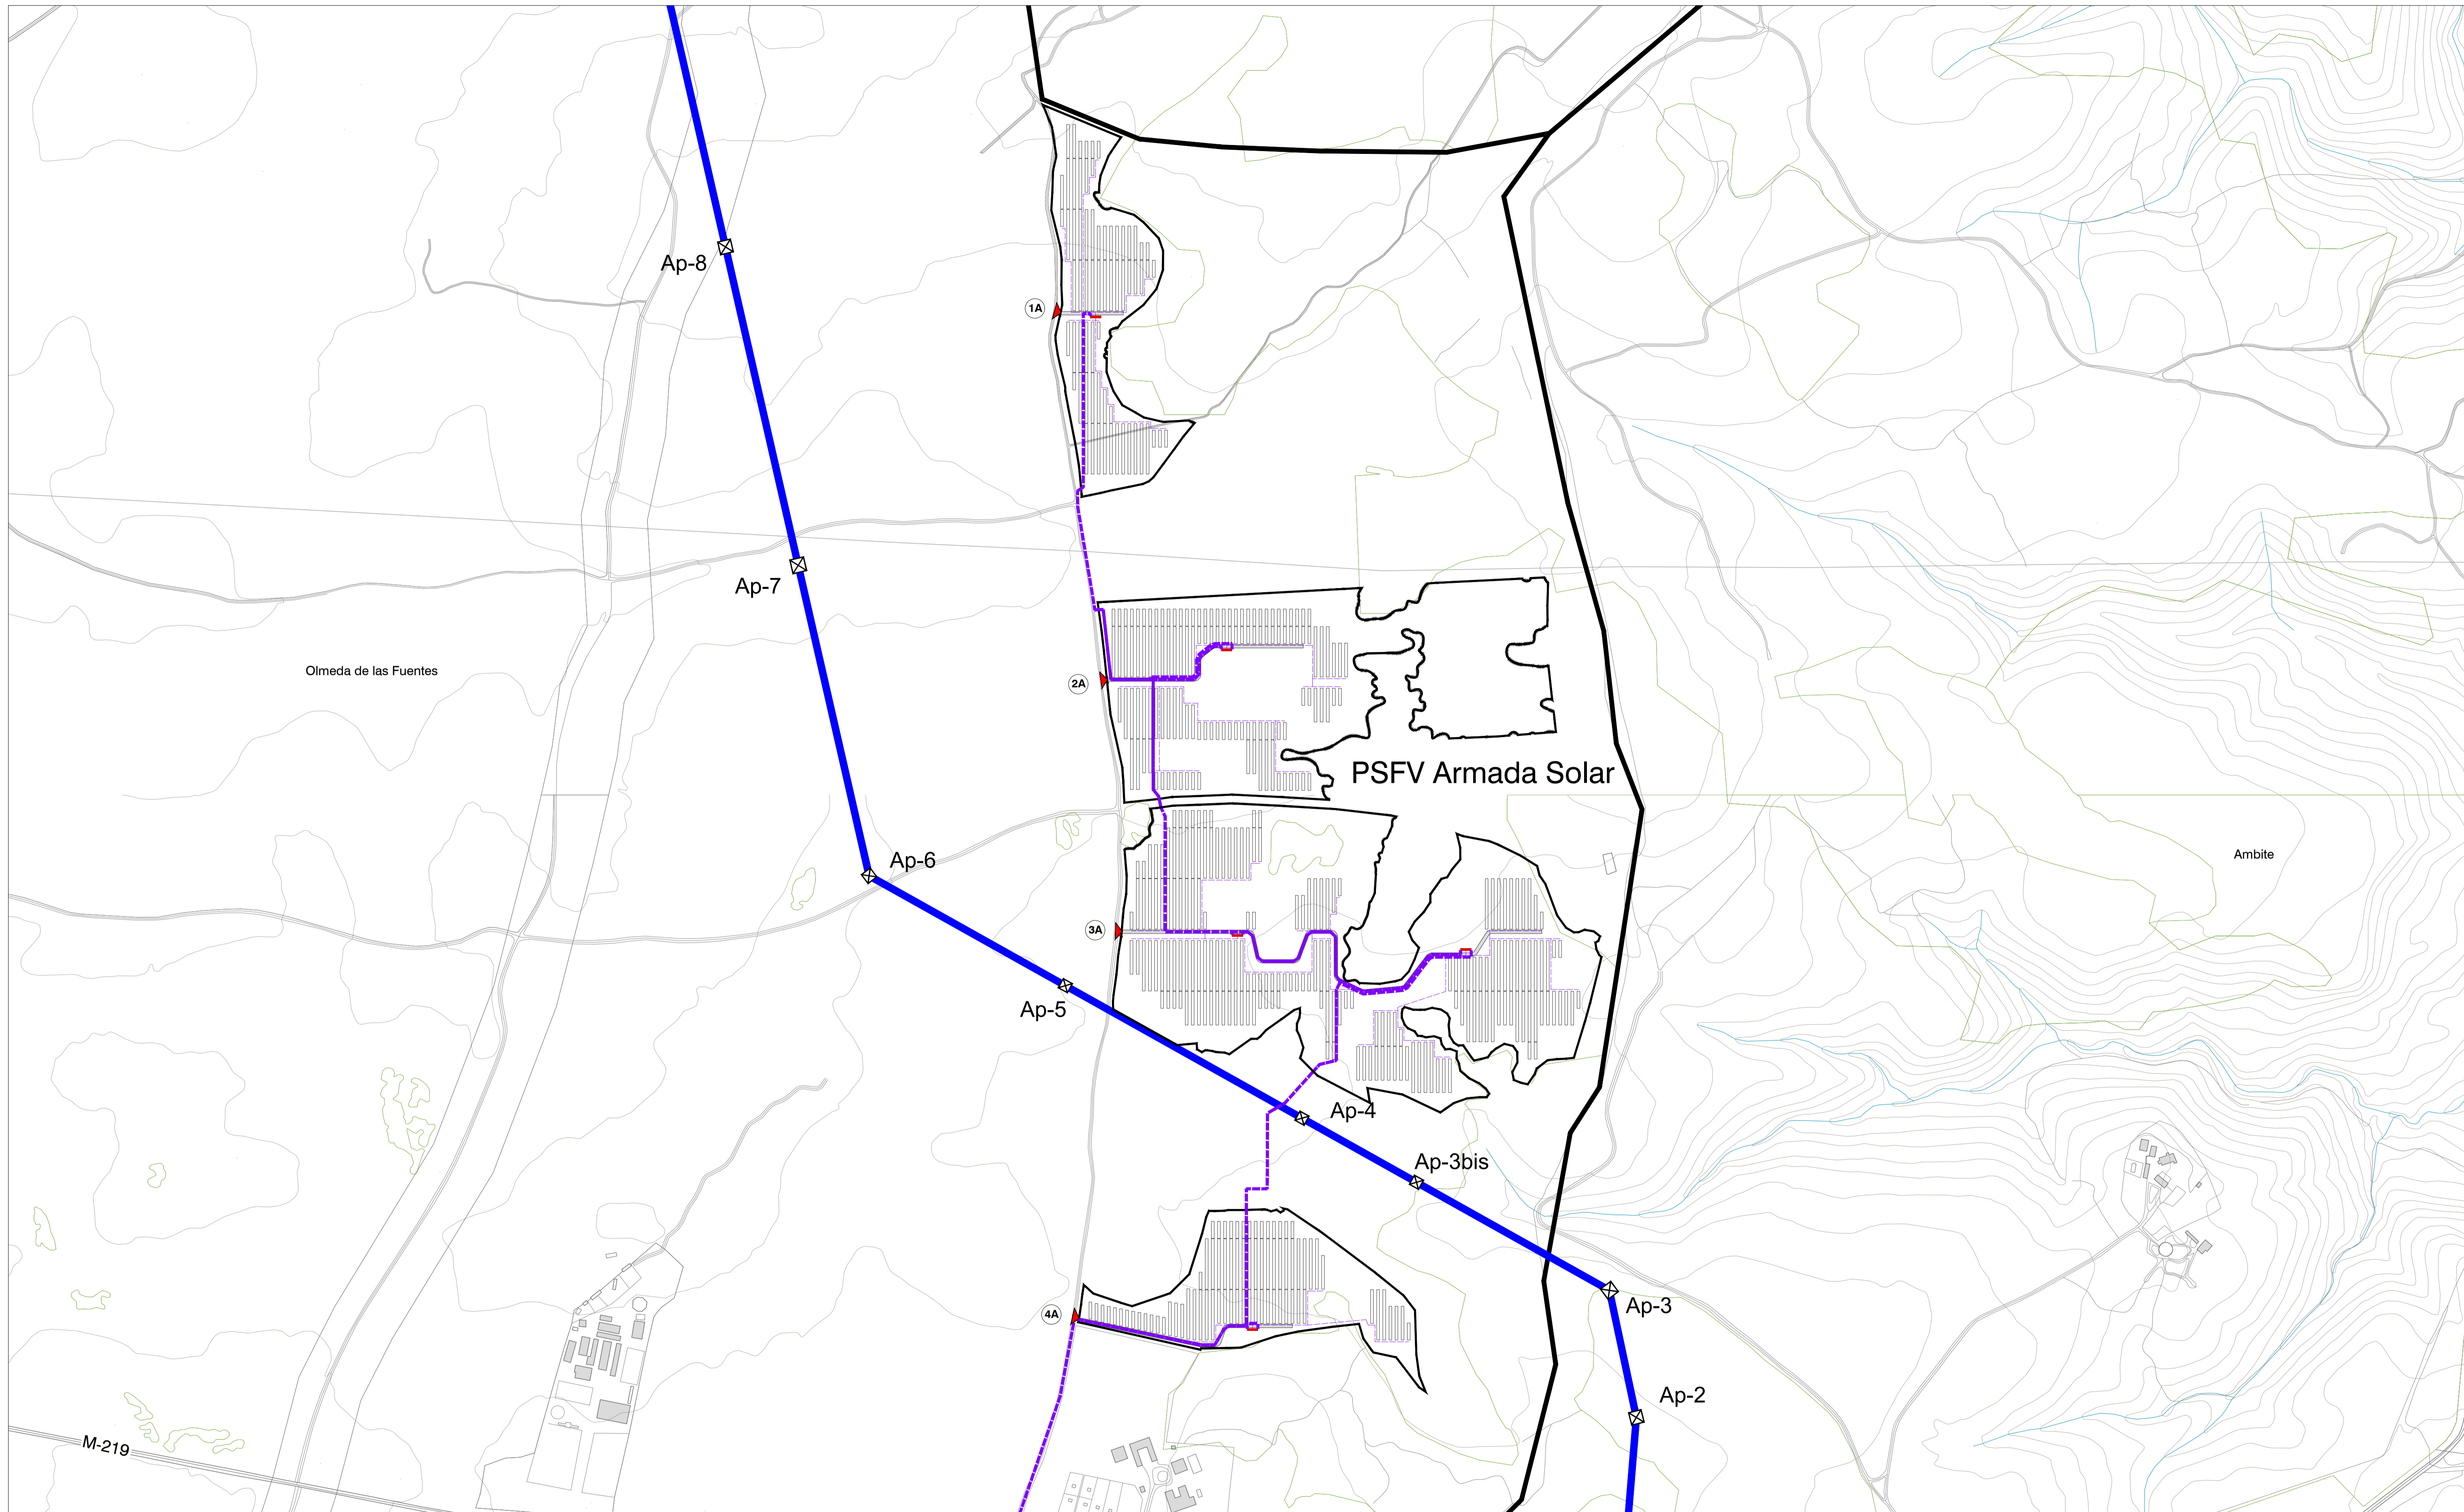 Ap-8
1A
Ap-7
Olmeda de las Fuentes
2A
PSFV Armada Solar
Ap-6
Ambite
3A
Ap-5
Ap-4
Ap-3bis
Ap-3
4A
Ap-2
M-219